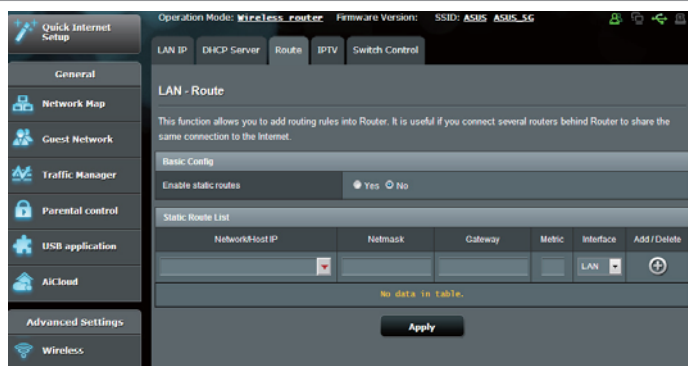 Quick Internet
Setup
Operation Mode: Wireless router Firmware Version: SSID: ASUS ASUS_5G
LAN IP DHCP Server Route IPTV Switch Control
General
Network Map
Guest Network
Traffic Manager
Parental control
USB application
AiCloud
Advanced Settings
Wireless
LAN - Route
This function allows you to add routing rules into Router. It is useful if you connect several routers behind Router to share the
same connection to the Internet.
Basic Config
Enable static routes Yes No
Static Route List
Network/Host IP Netmask Gateway Metric Interface Add / Delete
LAN
No data in table.
Apply